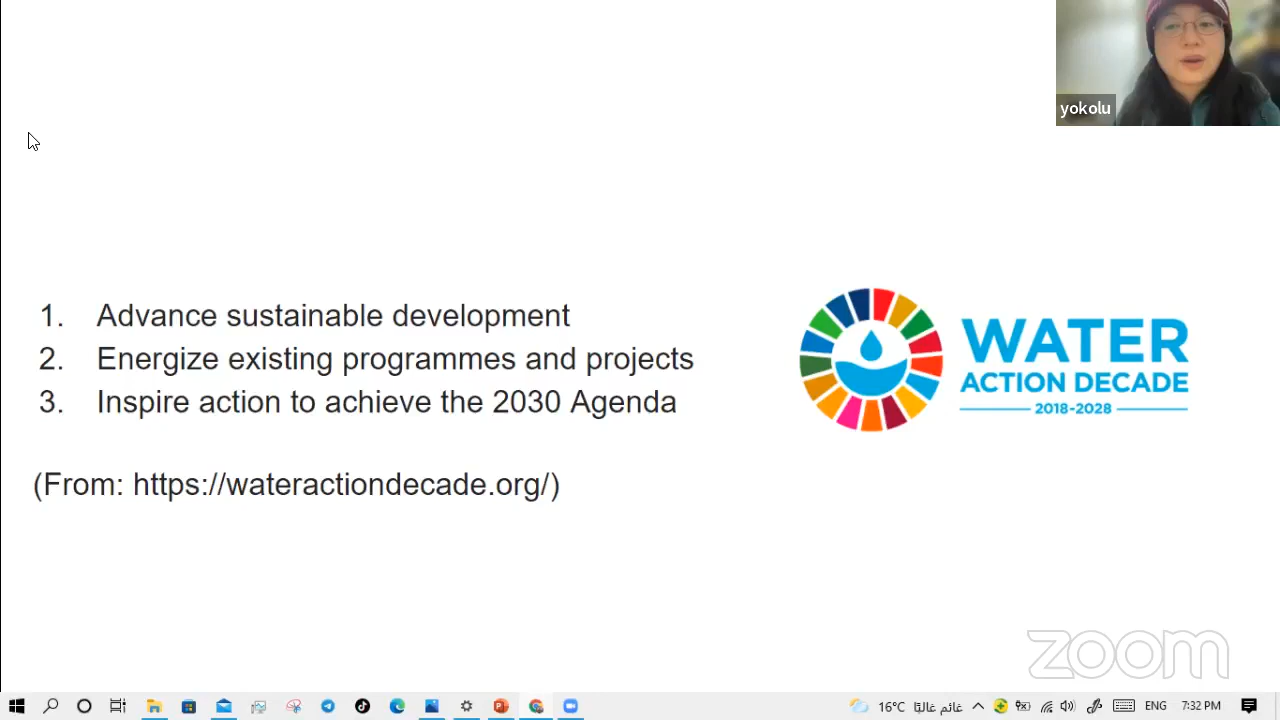 yokolu
1. Advance sustainable development
2. Energize existing programmes and projects
3. Inspire action to achieve the 2030 Agenda
(From: https://wateractiondecade.org/)
WATER
ACTION DECADE
2018-2028
zoom
16°C غائم غالبًا
ENG
7:32 PM